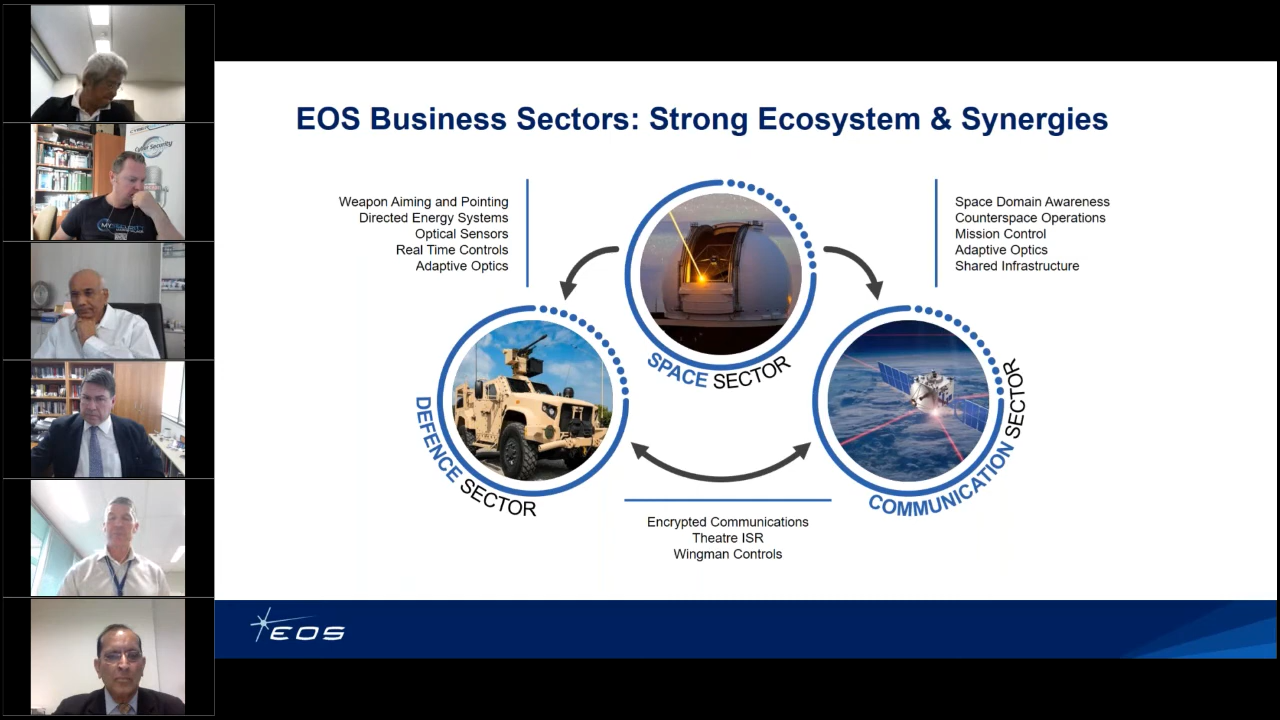 EOS Business Sectors: Strong Ecosystem & Synergies
Weapon Aiming and Pointing
Directed Energy Systems
Optical Sensors
Real Time Controls
Adaptive Optics
Space Domain Awareness
Counterspace Operations
Mission Control
Adaptive Optics
Shared Infrastructure
SPACE SECTOR
DEFENCE SECTOR
COMMUNICATION SECTOR
Encrypted Communications
Theatre ISR
Wingman Controls
EOS
Cyber Security